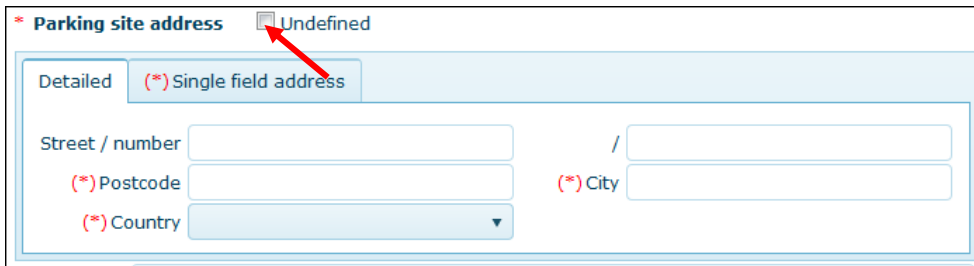 * Parking site address Undefined
Detailed (*) Single field address
Street / number /
(*) Postcode (*) City
(*) Country